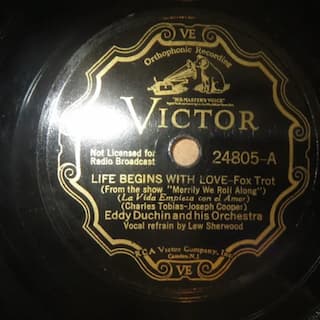 VE
Orthophonic Recording
"HIS MASTER'S VOICE"
VICTOR
Not Licensed for
Radio Broadcast
24805-A
LIFE BEGINS WITH LOVE-Fox Trot
(From the show "Merrily We Roll Along")
(La Vida Empieza con el Amor)
(Charles Tobias-Joseph Cooper)
Eddy Duchin and his Orchestra
Vocal refrain by Lew Sherwood
RCA Victor Company, Inc.
Camden, N.J.
VE